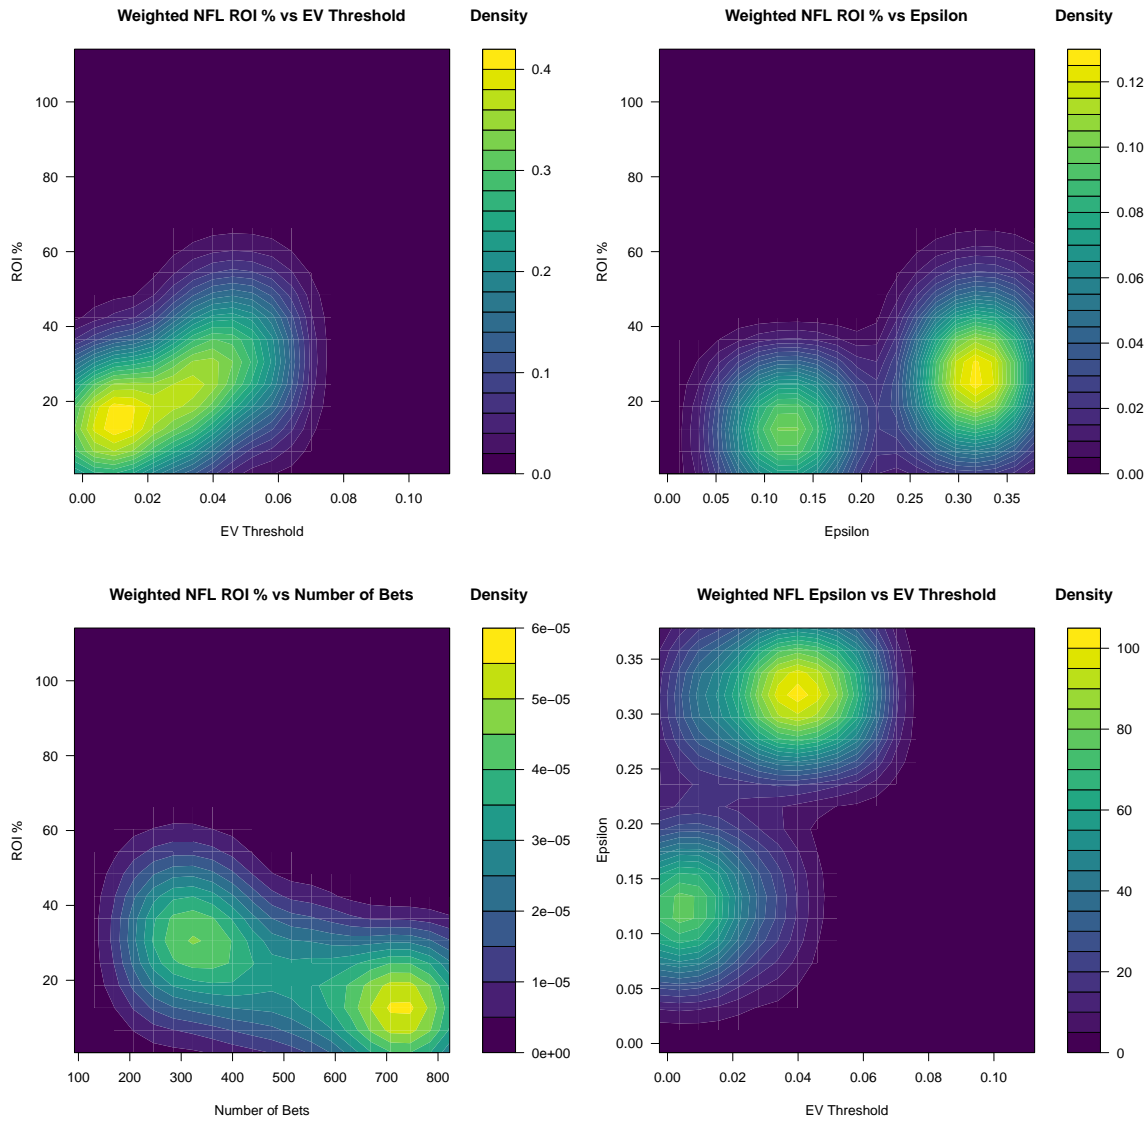 Weighted NFL ROI % vs EV Threshold
Density
ROI %
100
80
60
40
20
0.00 0.02 0.04 0.06 0.08 0.10
EV Threshold
0.4
0.3
0.2
0.1
0.0
Weighted NFL ROI % vs Epsilon
Density
ROI %
100
80
60
40
20
0.00 0.05 0.10 0.15 0.20 0.25 0.30 0.35
Epsilon
0.12
0.10
0.08
0.06
0.04
0.02
0.00
Weighted NFL ROI % vs Number of Bets
Density
ROI %
100
80
60
40
20
100 200 300 400 500 600 700 800
Number of Bets
6e−05
5e−05
4e−05
3e−05
2e−05
1e−05
0e+00
Weighted NFL Epsilon vs EV Threshold
Density
Epsilon
0.35
0.30
0.25
0.20
0.15
0.10
0.05
0.00
0.00 0.02 0.04 0.06 0.08 0.10
EV Threshold
100
80
60
40
20
0